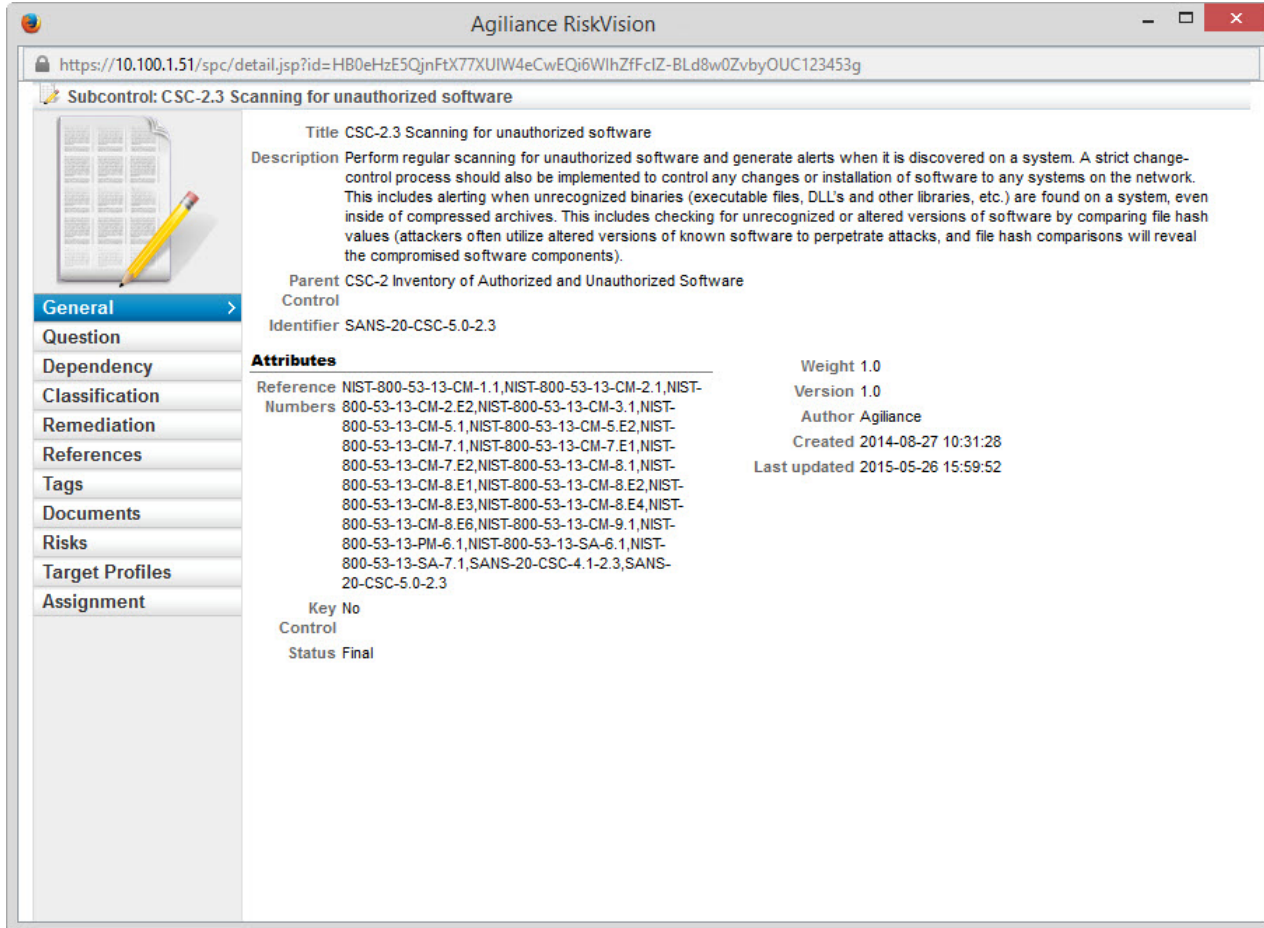 Agiliance RiskVision
https://10.100.1.51/spc/detail.jsp?id=HB0eHzE5QjnFtX77XUIW4eCwEQi6WIhZfFcIZ-BLd8w0ZvbyOUC123453g
Subcontrol: CSC-2.3 Scanning for unauthorized software
Title CSC-2.3 Scanning for unauthorized software
Description Perform regular scanning for unauthorized software and generate alerts when it is discovered on a system. A strict change-
control process should also be implemented to control any changes or installation of software to any systems on the network.
This includes alerting when unrecognized binaries (executable files, DLL's and other libraries, etc.) are found on a system, even
inside of compressed archives. This includes checking for unrecognized or altered versions of software by comparing file hash
values (attackers often utilize altered versions of known software to perpetrate attacks, and file hash comparisons will reveal
the compromised software components).
Parent CSC-2 Inventory of Authorized and Unauthorized Software
Control
Identifier SANS-20-CSC-5.0-2.3
General
Question
Dependency
Classification
Remediation
References
Tags
Documents
Risks
Target Profiles
Assignment
Attributes
Reference NIST-800-53-13-CM-1.1,NIST-800-53-13-CM-2.1,NIST-
Numbers 800-53-13-CM-2.E2,NIST-800-53-13-CM-3.1,NIST-
800-53-13-CM-5.1,NIST-800-53-13-CM-5.E2,NIST-
800-53-13-CM-7.1,NIST-800-53-13-CM-7.E1,NIST-
800-53-13-CM-7.E2,NIST-800-53-13-CM-8.1,NIST-
800-53-13-CM-8.E1,NIST-800-53-13-CM-8.E2,NIST-
800-53-13-CM-8.E3,NIST-800-53-13-CM-8.E4,NIST-
800-53-13-CM-8.E6,NIST-800-53-13-CM-9.1,NIST-
800-53-13-PM-6.1,NIST-800-53-13-SA-6.1,NIST-
800-53-13-SA-7.1,SANS-20-CSC-4.1-2.3,SANS-
20-CSC-5.0-2.3
Key No
Control
Status Final
Weight 1.0
Version 1.0
Author Agiliance
Created 2014-08-27 10:31:28
Last updated 2015-05-26 15:59:52